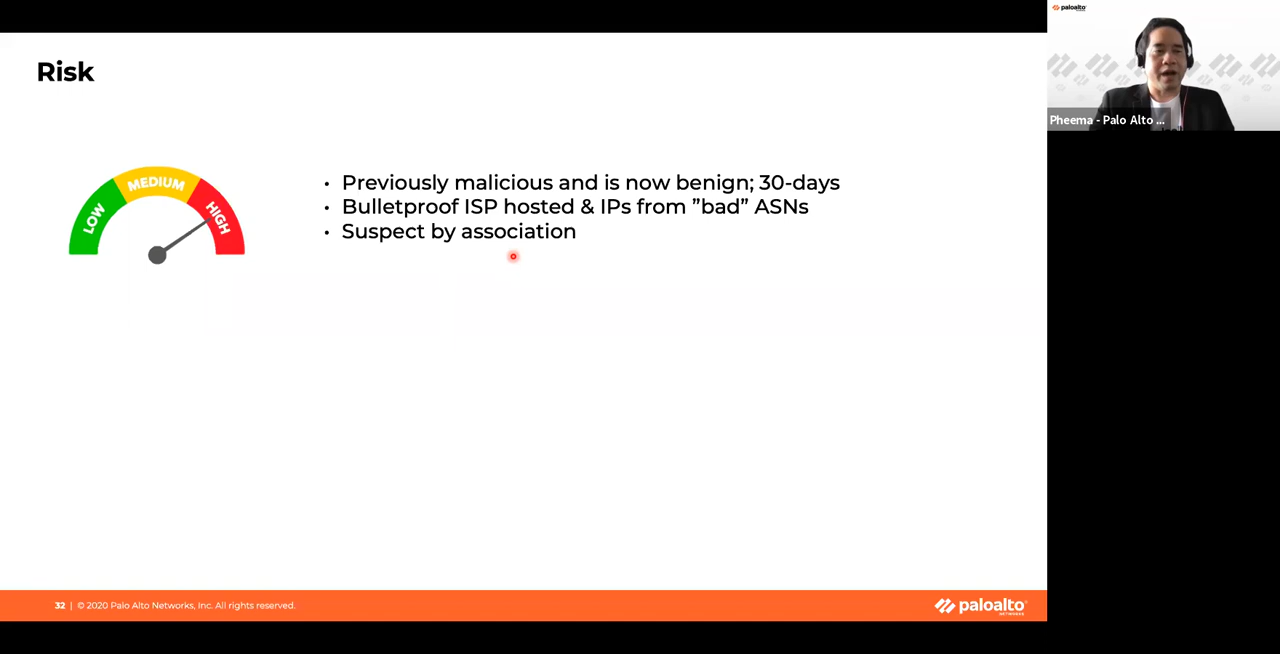 Risk
LOW
MEDIUM
HIGH
• Previously malicious and is now benign; 30-days
• Bulletproof ISP hosted & IPs from ”bad” ASNs
• Suspect by association
32 | © 2020 Palo Alto Networks, Inc. All rights reserved.
paloalto
NETWORKS
paloalto
Pheema - Palo Alto ...